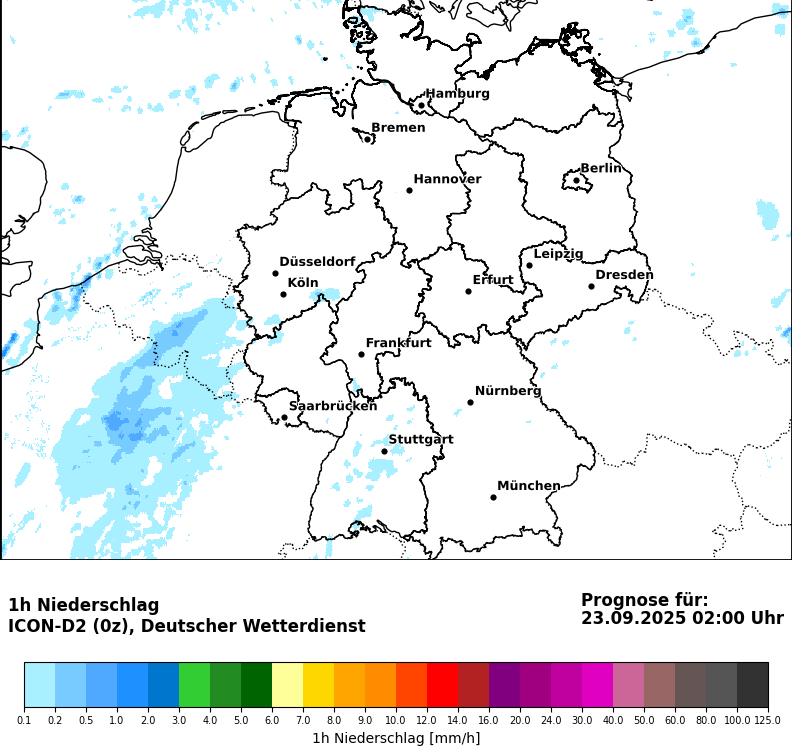 Hamburg
Bremen
Berlin
Hannover
Leipzig
Düsseldorf
Dresden
Köln
Erfurt
Frankfurt
Nürnberg
Saarbrücken
Stuttgart
München
1h Niederschlag
ICON-D2 (0z), Deutscher Wetterdienst
Prognose für:
23.09.2025 02:00 Uhr
0.1 0.2 0.5 1.0 2.0 3.0 4.0 5.0 6.0 7.0 8.0 9.0 10.0 12.0 14.0 16.0 20.0 24.0 30.0 40.0 50.0 60.0 80.0 100.0 125.0
1h Niederschlag [mm/h]